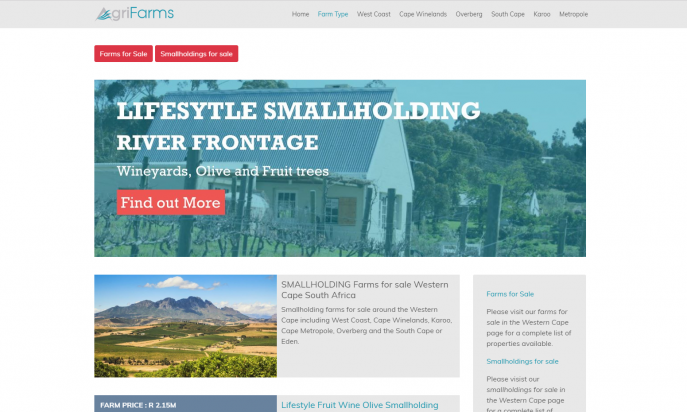 AgriFarms
Home Farm Type West Coast Cape Winelands Overberg South Cape Karoo Metropole
Farms for Sale Smallholdings for sale
LIFESYTLE SMALLHOLDING
RIVER FRONTAGE
Wineyards, Olive and Fruit trees
Find out More
SMALLHOLDING Farms for sale Western
Cape South Africa
Smallholding farms for sale around the Western
Cape including West Coast, Cape Winelands, Karoo,
Cape Metropole, Overberg and the South Cape or
Eden.
Farms for Sale
Please visit our farms for
sale in the Western Cape
page for a complete list of
properties available.
Smallholdings for sale
Please visist our
smallholdings for sale in
the Western Cape page
for a complete list of
FARM PRICE : R 2.15M
Lifestyle Fruit Wine Olive Smallholding